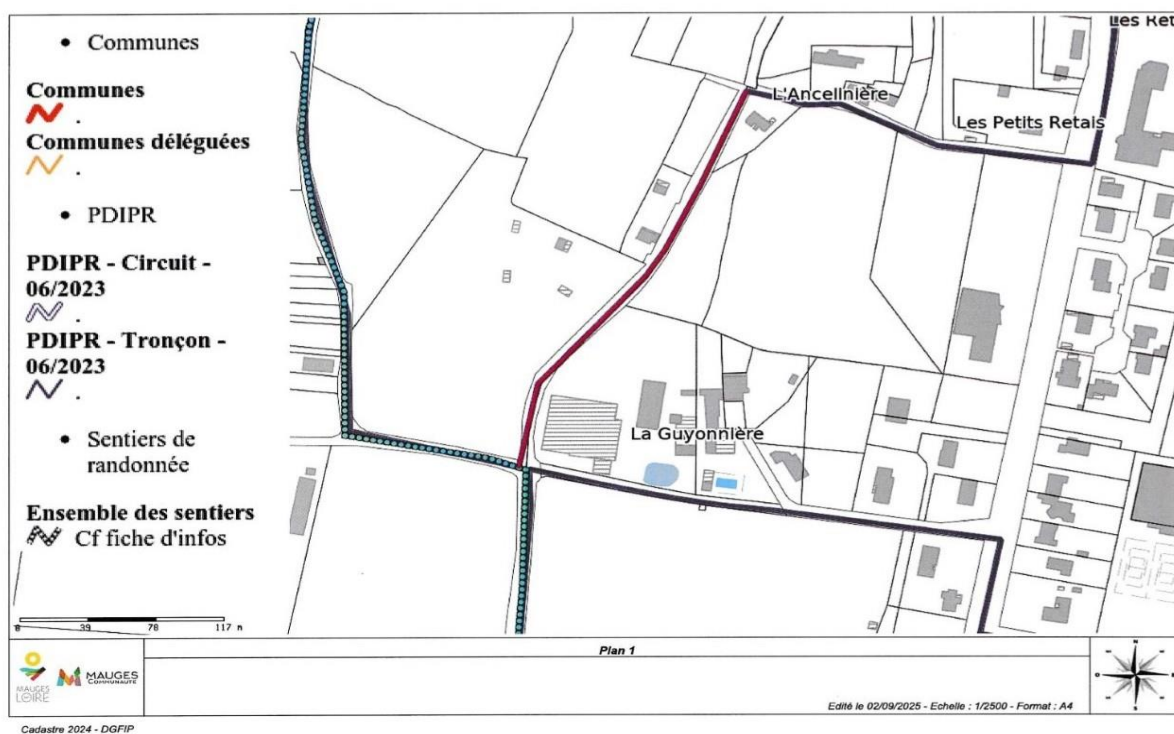 • Communes
Communes
.
Communes déléguées
.
• PDIPR
PDIPR - Circuit -
06/2023
.
PDIPR - Tronçon -
06/2023
.
• Sentiers de
randonnée
Ensemble des sentiers
Cf fiche d'infos
Les Ret
L'Ancellnière
Les Petits Retals
La Guyonnière
0 39 78 117 m
Plan 1
MAUGES
LOIRE
MAUGES
COMMUNAUTÉ
N
O
S
Edité le 02/09/2025 - Echelle : 1/2500 - Format : A4
Cadastre 2024 - DGFIP